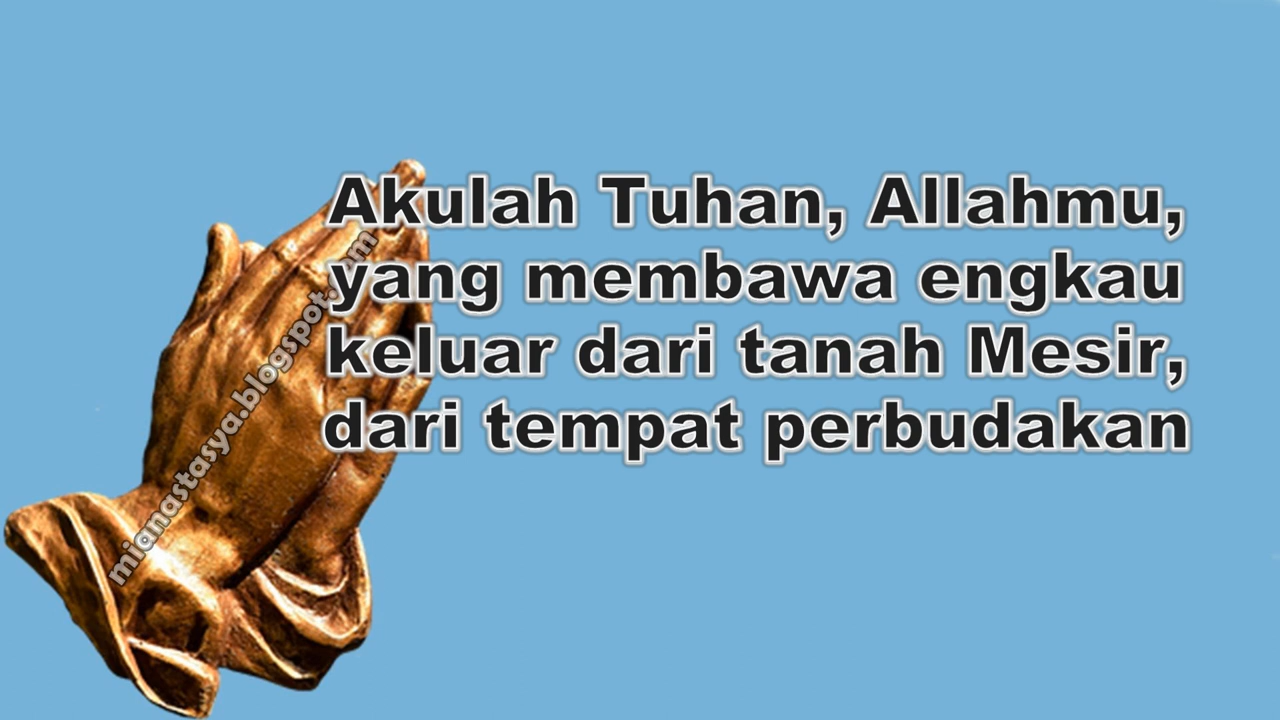 Akulah Tuhan, Allahmu,
yang membawa engkau
keluar dari tanah Mesir,
dari tempat perbudakan
mianastasya.blogspot.com